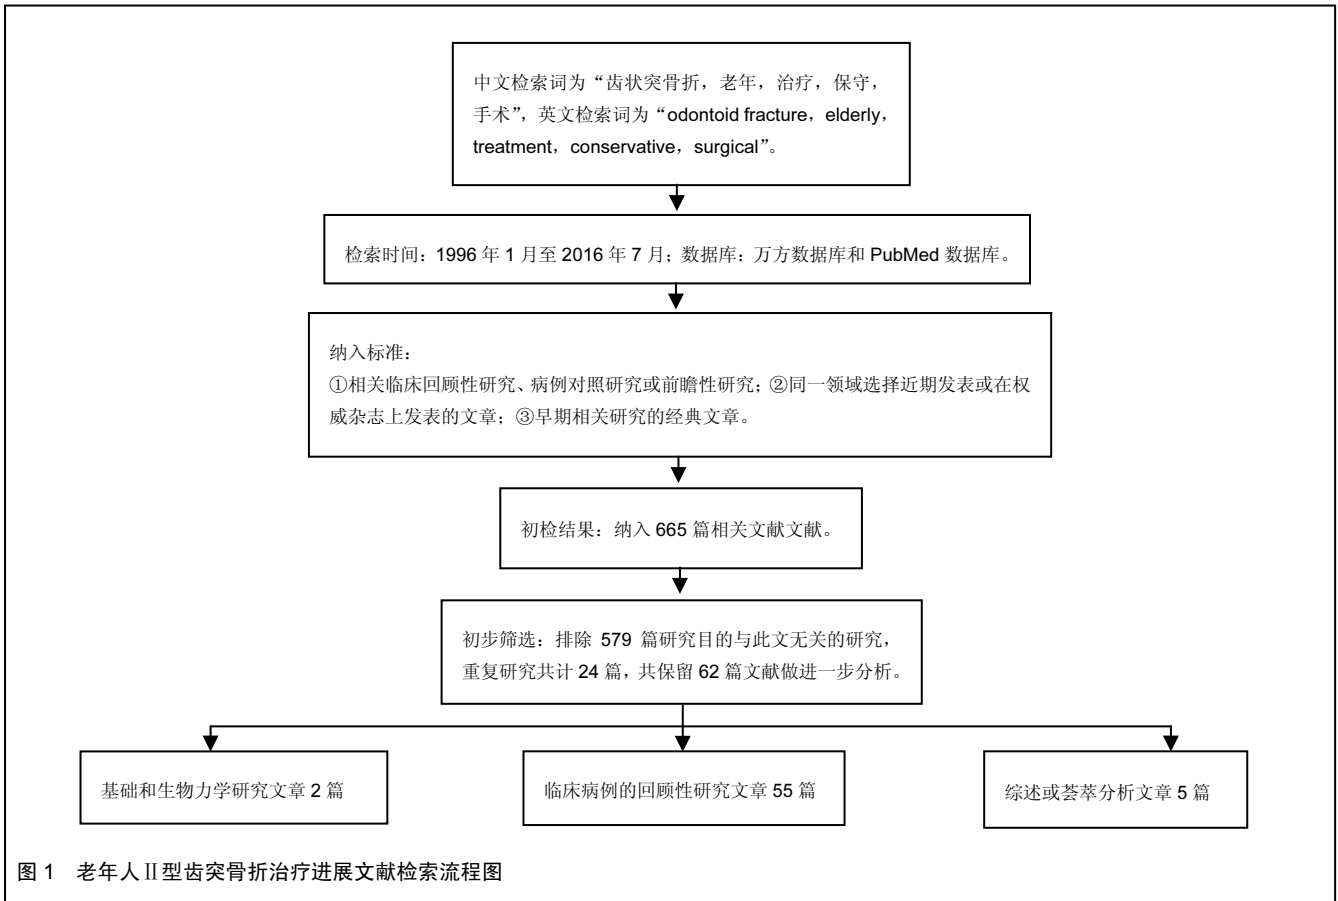 中文检索词为“齿状突骨折，老年，治疗，保守，
手术”，英文检索词为“odontoid fracture，elderly，
treatment，conservative，surgical”。
检索时间：1996 年 1 月至 2016 年 7 月；数据库：万方数据库和 PubMed 数据库。
纳入标准：
①相关临床回顾性研究、病例对照研究或前瞻性研究；②同一领域选择近期发表或在权
威杂志上发表的文章；③早期相关研究的经典文章。
初检结果：纳入 665 篇相关文献文献。
初步筛选：排除 579 篇研究目的与此文无关的研究，
重复研究共计 24 篇，共保留 62 篇文献做进一步分析。
基础和生物力学研究文章 2 篇
临床病例的回顾性研究文章 55 篇
综述或荟萃分析文章 5 篇
图 1 老年人Ⅱ型齿突骨折治疗进展文献检索流程图